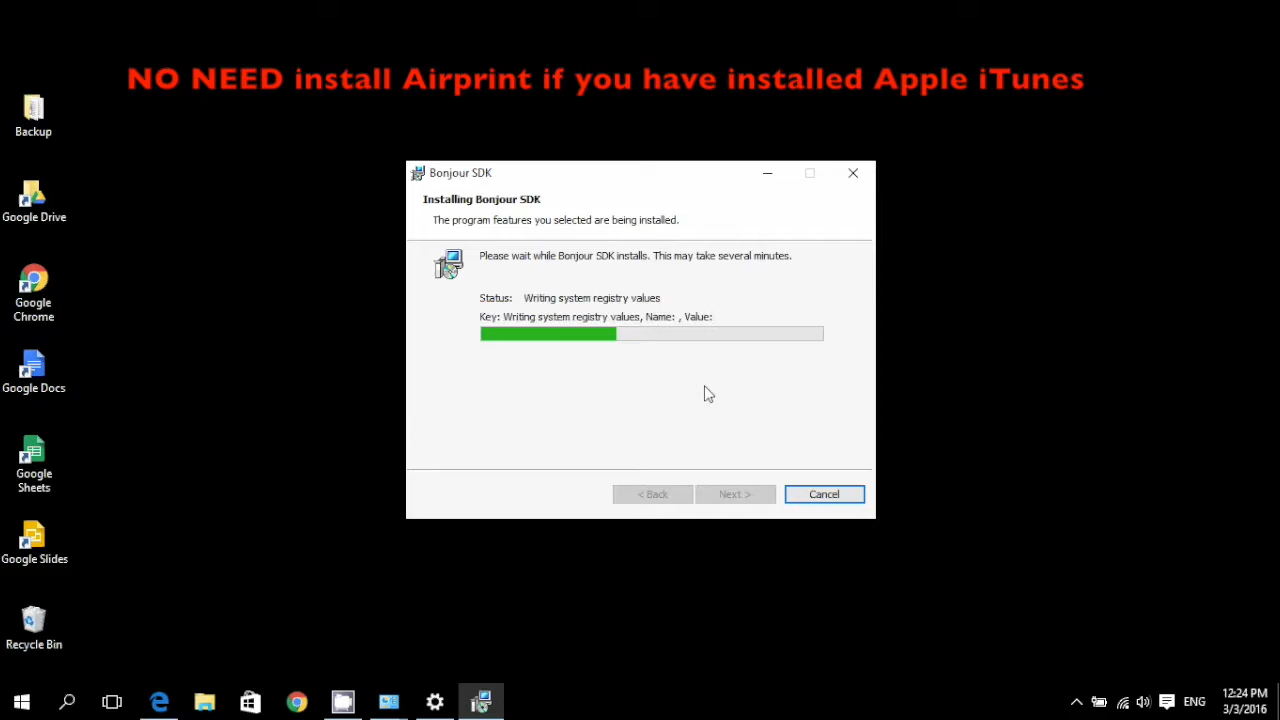 NO NEED install Airprint if you have installed Apple iTunes
Backup
Google Drive
Google
Chrome
Google Docs
Google
Sheets
Google Slides
Recycle Bin
Bonjour SDK
Installing Bonjour SDK
The program features you selected are being installed.
Please wait while Bonjour SDK installs. This may take several minutes.
Status: Writing system registry values
Key: Writing system registry values, Name: , Value:
< Back Next > Cancel
ENG
12:24 PM
3/3/2016